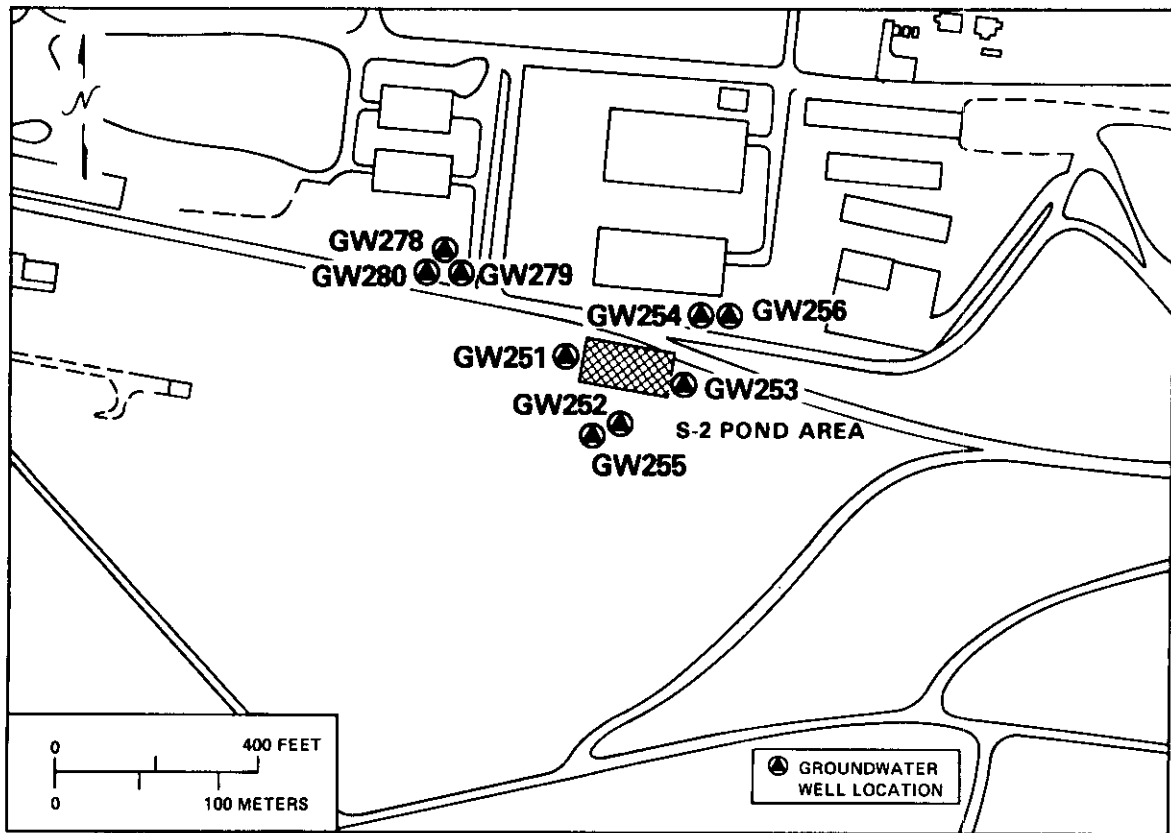 N
GW278
GW280
GW279
GW254
GW256
GW251
GW253
GW252
S-2 POND AREA
GW255
0
400 FEET
0
100 METERS
GROUNDWATER
WELL LOCATION